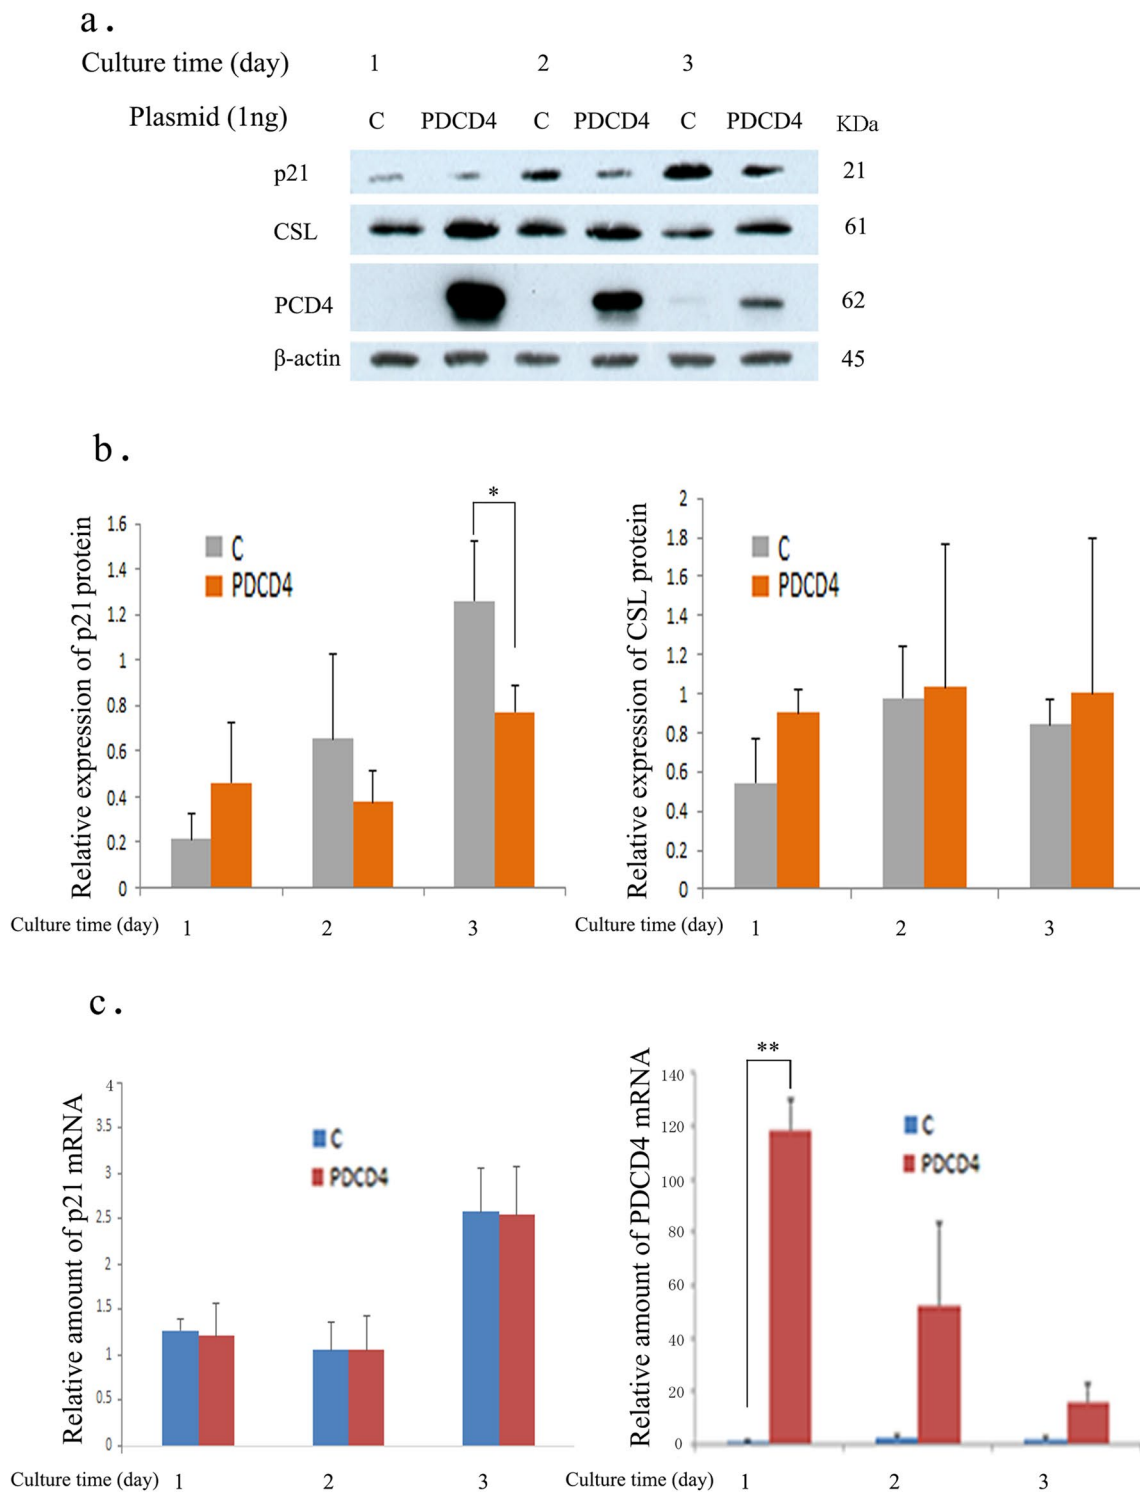 a.
Culture time (day) 1 2 3
Plasmid (1ng) C PDCD4 C PDCD4 C PDCD4 KDa
p21 21
CSL 61
PCD4 62
β-actin 45
b.
Relative expression of p21 protein
1.6
1.4
1.2
1
0.8
0.6
0.4
0.2
0
C
PDCD4
*
Culture time (day) 1 2 3
Relative expression of CSL protein
2
1.8
1.6
1.4
1.2
1
0.8
0.6
0.4
0.2
0
C
PDCD4
Culture time (day) 1 2 3
c.
Relative amount of p21 mRNA
4
3.5
3
2.5
2
1.5
1
0.5
0
C
PDCD4
Culture time (day) 1 2 3
Relative amount of PDCD4 mRNA
140
120
100
80
60
40
20
0
**
C
PDCD4
Culture time (day) 1 2 3